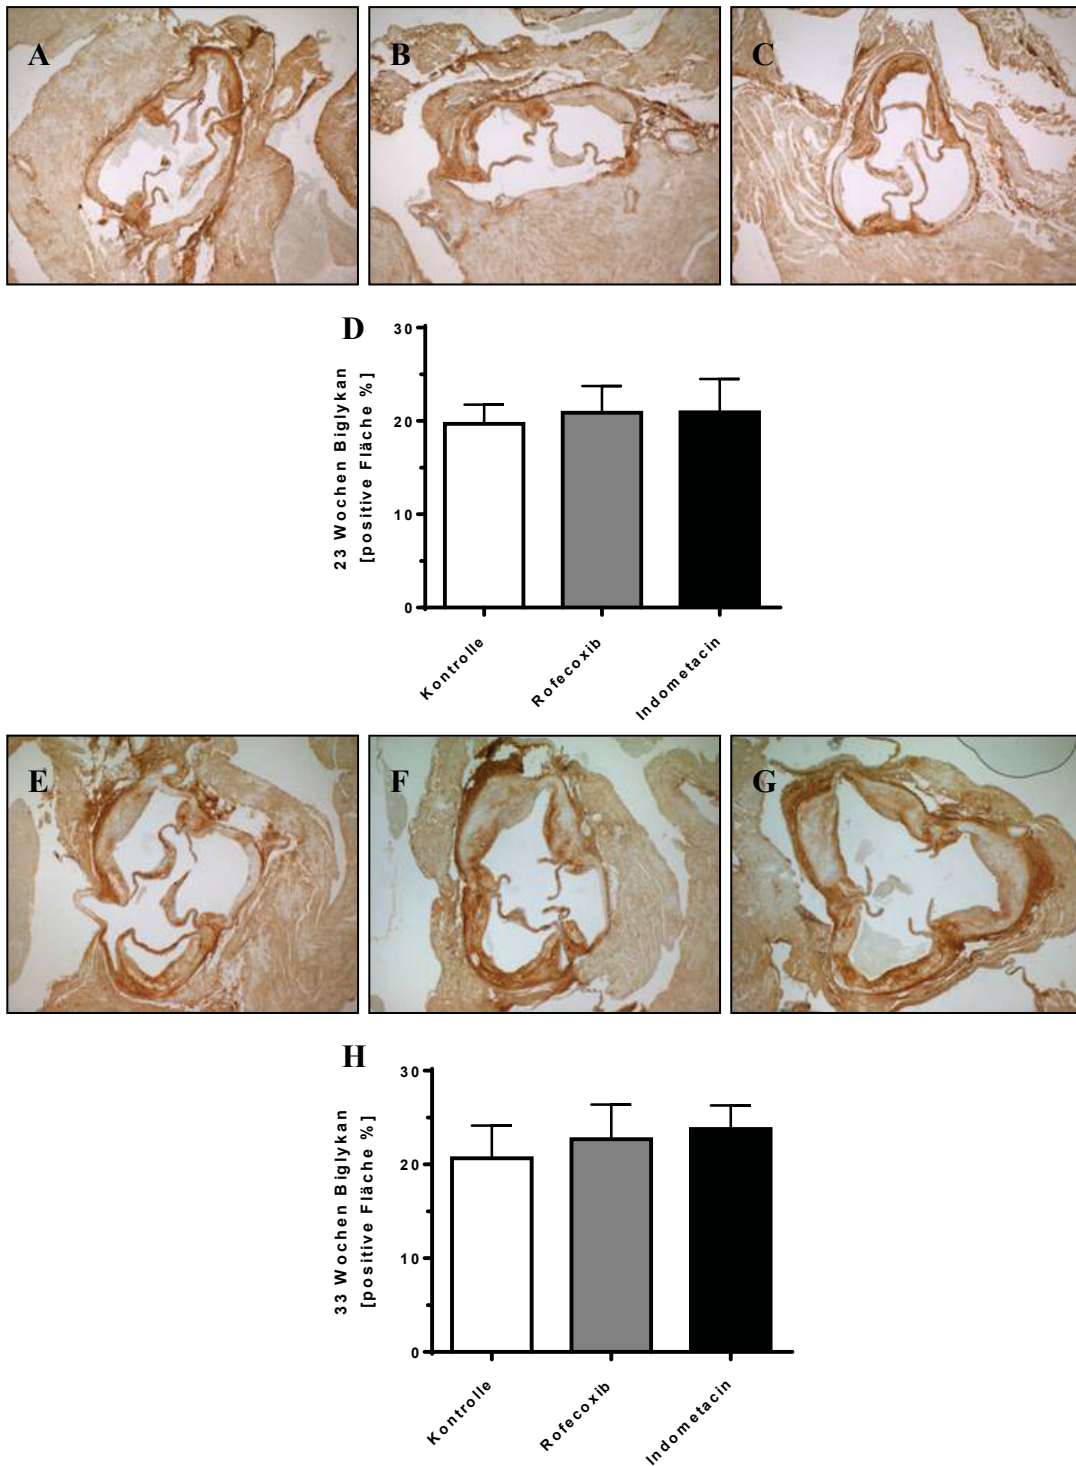 A
B
C
D
23 Wochen Biglykan
[positive Fläche %]
30
20
10
0
Kontrolle
Rofecoxib
Indometacin
E
F
G
H
33 Wochen Biglykan
[positive Fläche %]
30
20
10
0
Kontrolle
Rofecoxib
Indometacin